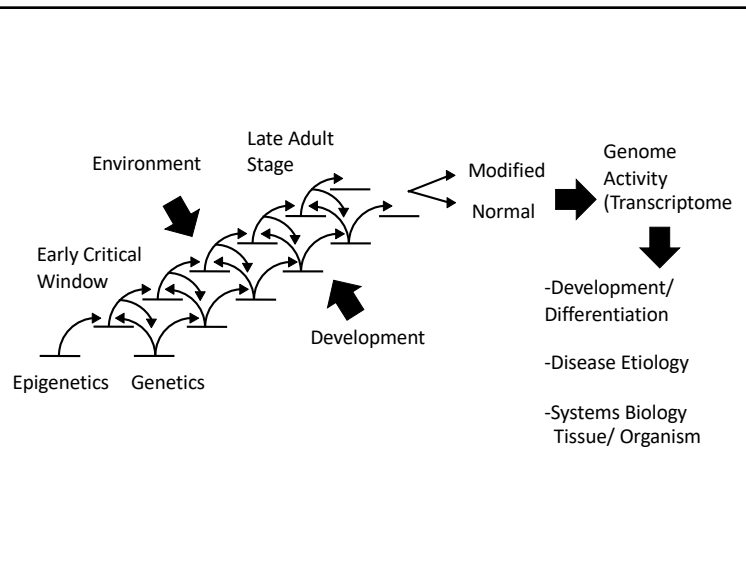 Late Adult
Stage
Environment
Early Critical
Window
Epigenetics
Genetics
Development
Modified
Normal
Genome
Activity
(Transcriptome
-Development/
Differentiation
-Disease Etiology
-Systems Biology
Tissue/ Organism